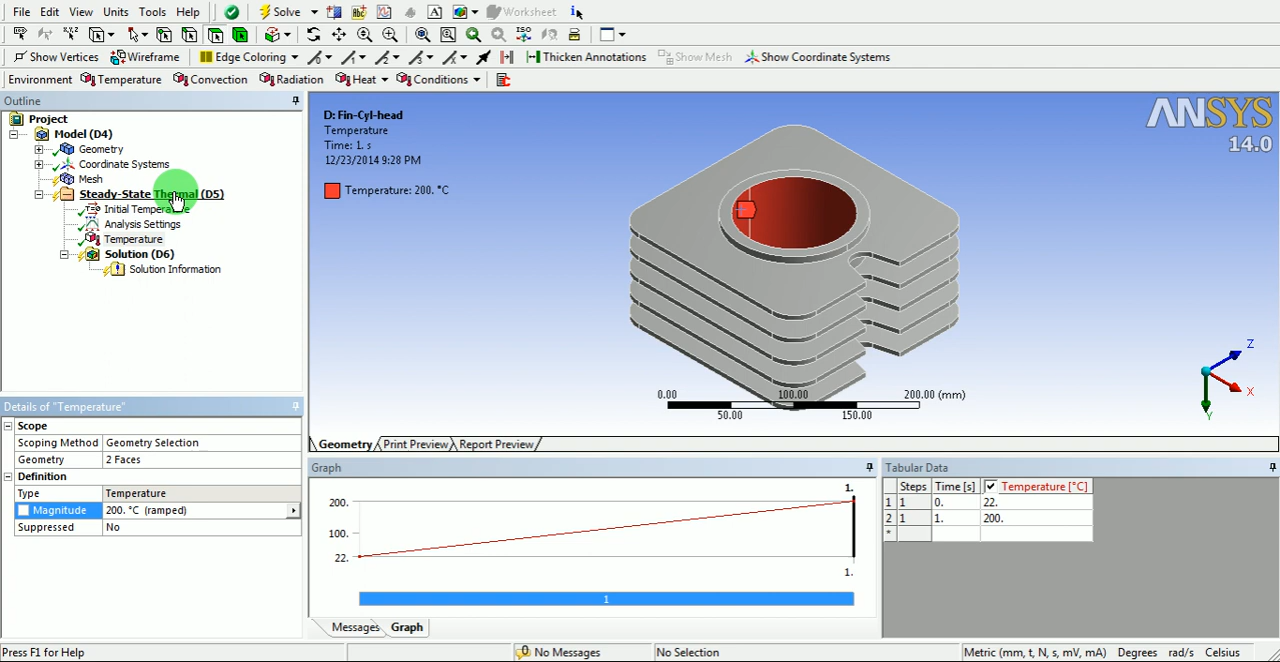 File Edit View Units Tools Help Solve Worksheet
Show Vertices Wireframe Edge Coloring Thicken Annotations Show Mesh Show Coordinate Systems
Environment Temperature Convection Radiation Heat Conditions
Outline
Project
Model (D4)
Geometry
Coordinate Systems
Mesh
Steady-State Thermal (D5)
Initial Temperature
Analysis Settings
Temperature
Solution (D6)
Solution Information
D: Fin-Cyl-head
Temperature
Time: 1. s
12/23/2014 9:28 PM
Temperature: 200. °C
ANSYS
14.0
0.00 100.00 200.00 (mm)
50.00 150.00
Z
X
Y
Geometry Print Preview Report Preview
Details of "Temperature"
Scope
Scoping Method Geometry Selection
Geometry 2 Faces
Definition
Type Temperature
Magnitude 200. °C (ramped)
Suppressed No
Graph
1.
200.
100.
22.
1.
1
Messages Graph
Tabular Data
Steps Time [s] Temperature [°C]
1 1 0. 22.
2 1 1. 200.
*
Press F1 for Help No Messages No Selection Metric (mm, t, N, s, mV, mA) Degrees rad/s Celsius